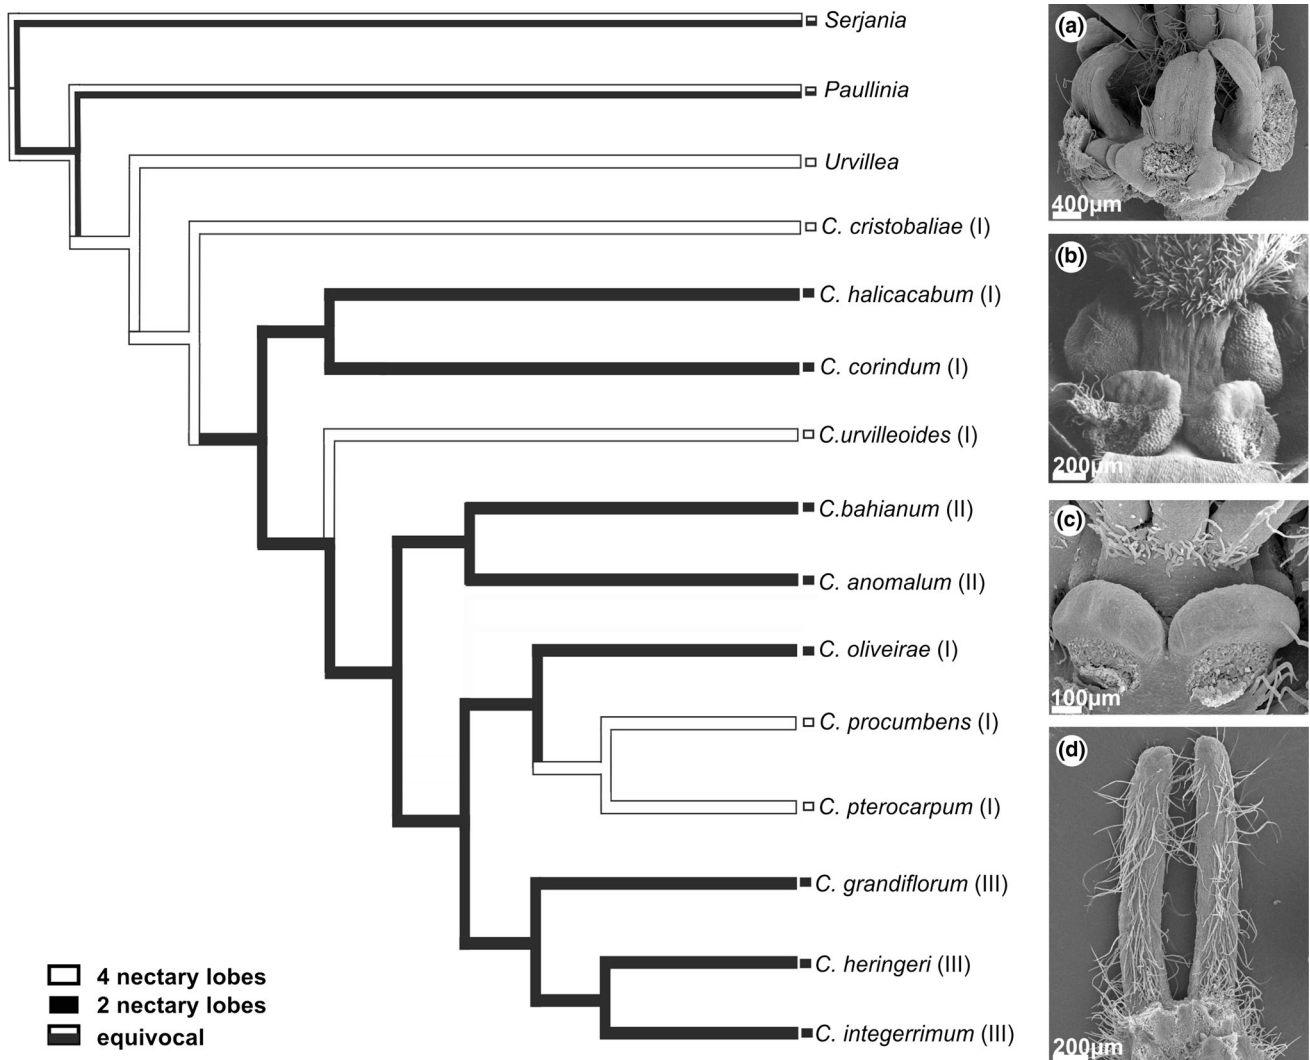 Serjania
Paullinia
Urvillea
C. cristobaliae (I)
C. halicacabum (I)
C. corindum (I)
C.urvilleoides (I)
C.bahianum (II)
C. anomalum (II)
C. oliveirae (I)
C. procumbens (I)
C. pterocarpum (I)
C. grandiflorum (III)
C. heringeri (III)
C. integerrimum (III)
4 nectary lobes
2 nectary lobes
equivocal
(a)
400µm
(b)
200µm
(c)
100µm
(d)
200µm